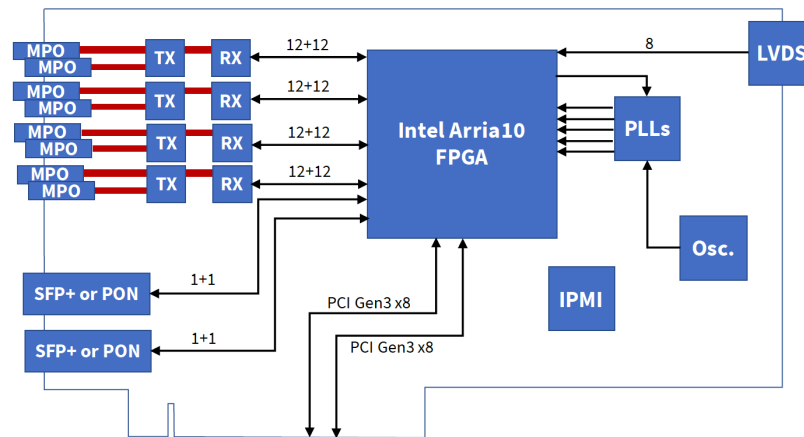 MPO
MPO
TX
RX
12+12
8
LVDS
MPO
MPO
TX
RX
12+12
MPO
MPO
TX
RX
12+12
Intel Arria10
FPGA
PLLs
MPO
MPO
TX
RX
12+12
Osc.
SFP+ or PON
1+1
IPMI
PCI Gen3 x8
SFP+ or PON
1+1
PCI Gen3 x8